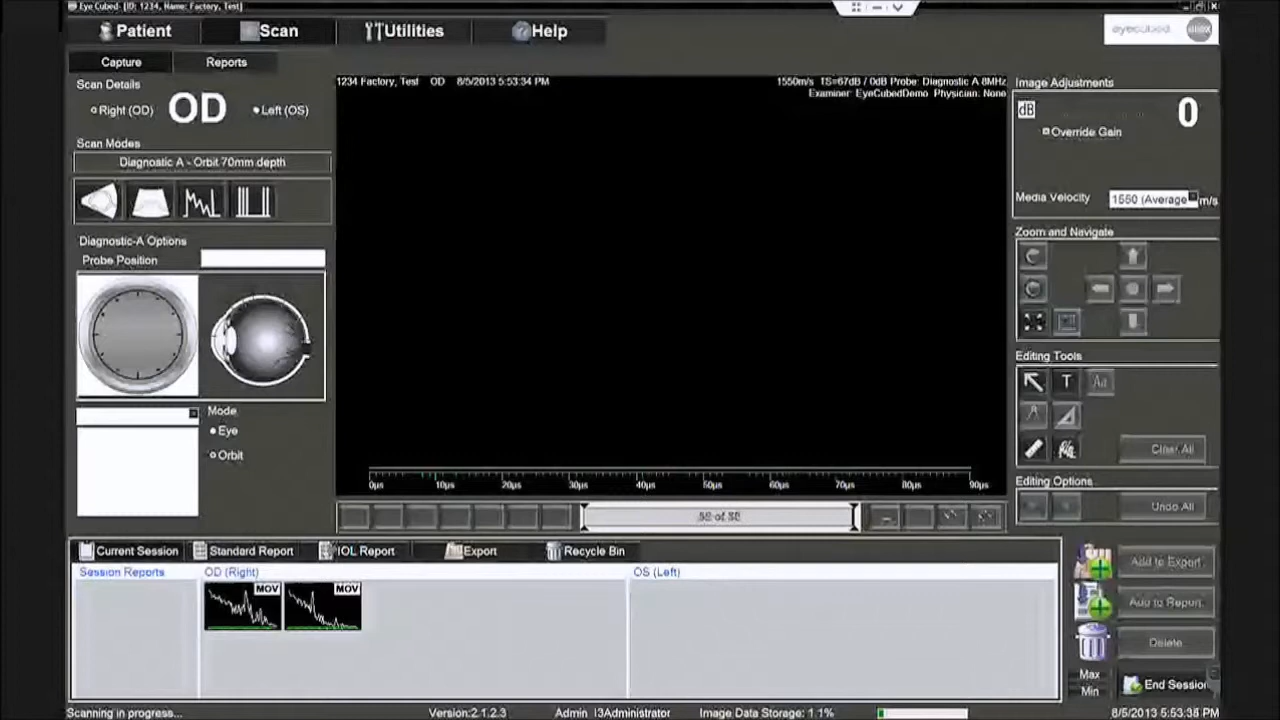 Eye Cubed- [ID: 1234, Name: Factory, Test]
Patient
Scan
Utilities
Help
eyecubed
Capture
Reports
Scan Details
Right (OD)
OD
Left (OS)
Scan Modes
Diagnostic A - Orbit 70mm depth
Diagnostic-A Options
Probe Position
Mode
Eye
Orbit
1234 Factory, Test OD 8/5/2013 5:53:34 PM
1550m/s TS=67dB / 0dB Probe: Diagnostic A 8MHz
Examiner: EyeCubedDemo Physician: None
0µs 10µs 20µs 30µs 40µs 50µs 60µs 70µs 80µs 90µs
Image Adjustments
dB
0
Override Gain
Media Velocity
1550 (Average
m/s
Zoom and Navigate
Editing Tools
T
Aa
Clear All
Editing Options
Undo All
Current Session
Standard Report
IOL Report
Export
Recycle Bin
Session Reports
OD (Right)
OS (Left)
MOV
MOV
Add to Export
Add to Report
Delete
Max
Min
End Session
Scanning in progress...
Version:2.1.2.3
Admin I3Administrator
Image Data Storage: 1.1%
8/5/2013 5:53:35 PM